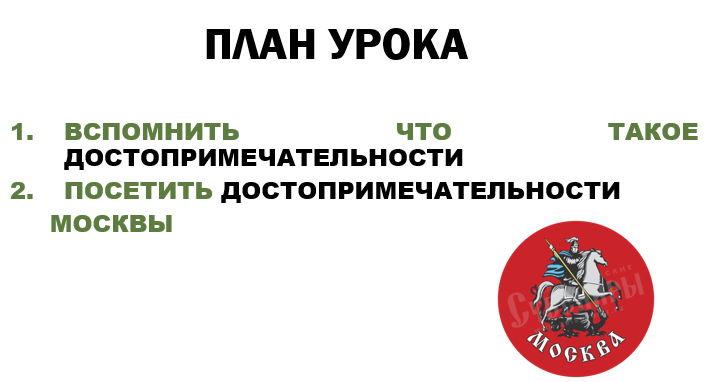 ПЛАН УРОКА
1. ВСПОМНИТЬ ЧТО ТАКОЕ
ДОСТОПРИМЕЧАТЕЛЬНОСТИ
2. ПОСЕТИТЬ ДОСТОПРИМЕЧАТЕЛЬНОСТИ
МОСКВЫ
МОСКВА